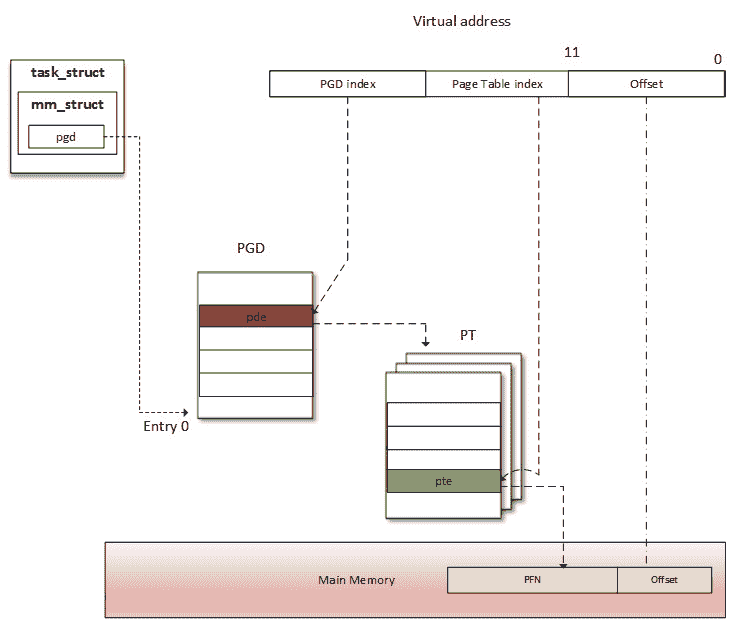 Virtual address
11
0
task_struct
mm_struct
pgd
PGD index
Page Table index
Offset
PGD
pde
Entry 0
PT
pte
Main Memory
PFN
Offset